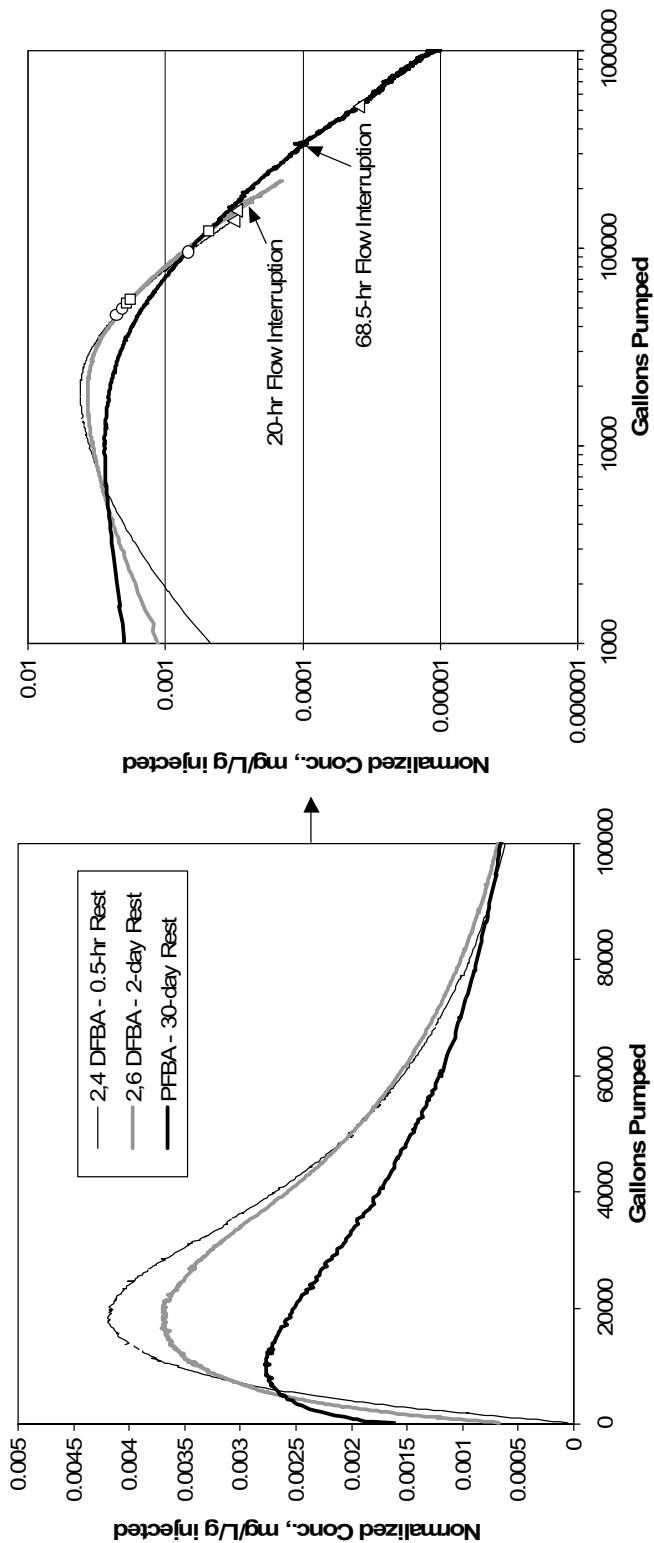 Normalized Conc., mg/L/g injected
0.005
0.0045
0.004
0.0035
0.003
0.0025
0.002
0.0015
0.001
0.0005
0
2,4 DFBA - 0.5-hr Rest
2,6 DFBA - 2-day Rest
PFBA - 30-day Rest
0
20000
40000
60000
80000
100000
Gallons Pumped
Normalized Conc., mg/L/g injected
0.01
0.001
0.0001
0.00001
0.000001
20-hr Flow Interruption
68.5-hr Flow Interruption
1000
10000
100000
1000000
Gallons Pumped